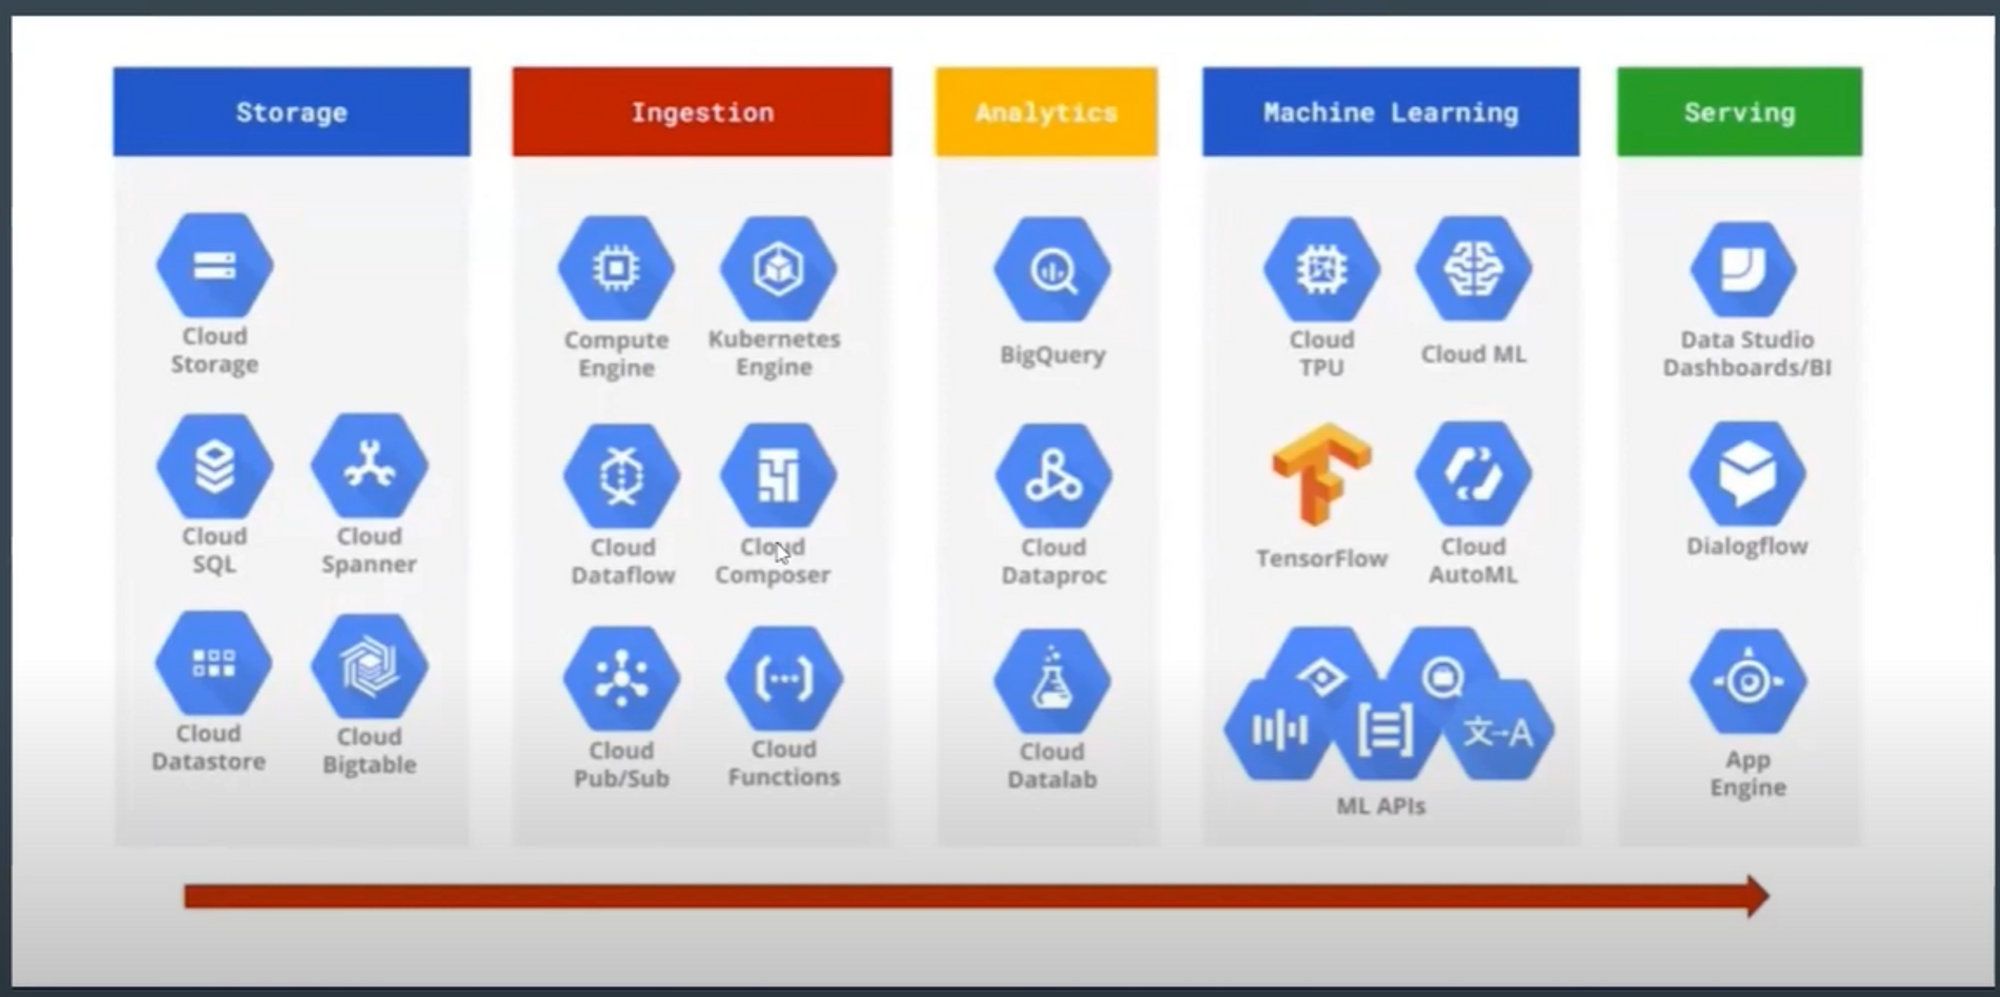 Storage
Ingestion
Analytics
Machine Learning
Serving
Cloud
Storage
Cloud
SQL
Cloud
Spanner
Cloud
Datastore
Cloud
Bigtable
Compute
Engine
Kubernetes
Engine
Cloud
Dataflow
Cloud
Composer
Cloud
Pub/Sub
Cloud
Functions
BigQuery
Cloud
Dataproc
Cloud
Datalab
Cloud
TPU
Cloud ML
TensorFlow
Cloud
AutoML
文→A
ML APIs
Data Studio
Dashboards/BI
Dialogflow
App
Engine